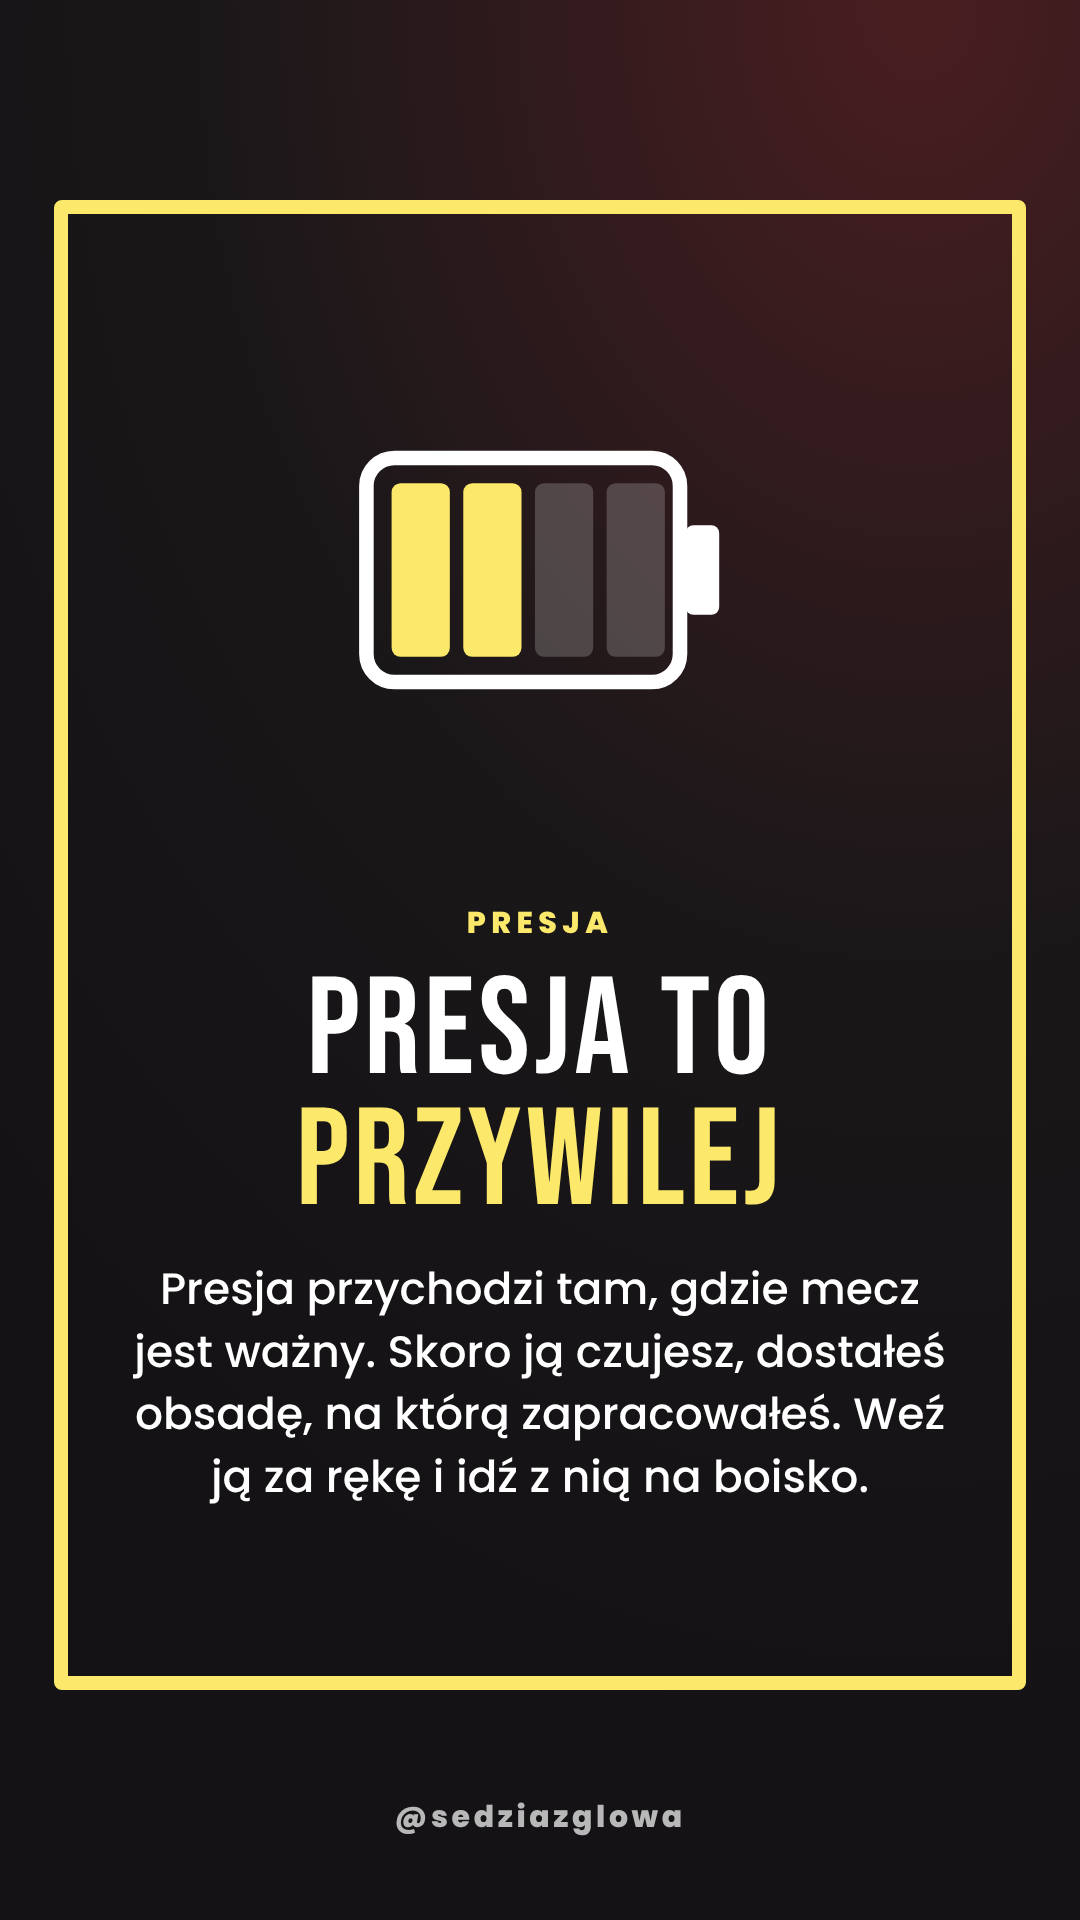 PRESJA
PRESJA TO
PRZYWILEJ
Presja przychodzi tam, gdzie mecz
jest ważny. Skoro ją czujesz, dostałeś
obsadę, na którą zapracowałeś. Weź
ją za rękę i idź z nią na boisko.
@sedziazglowa